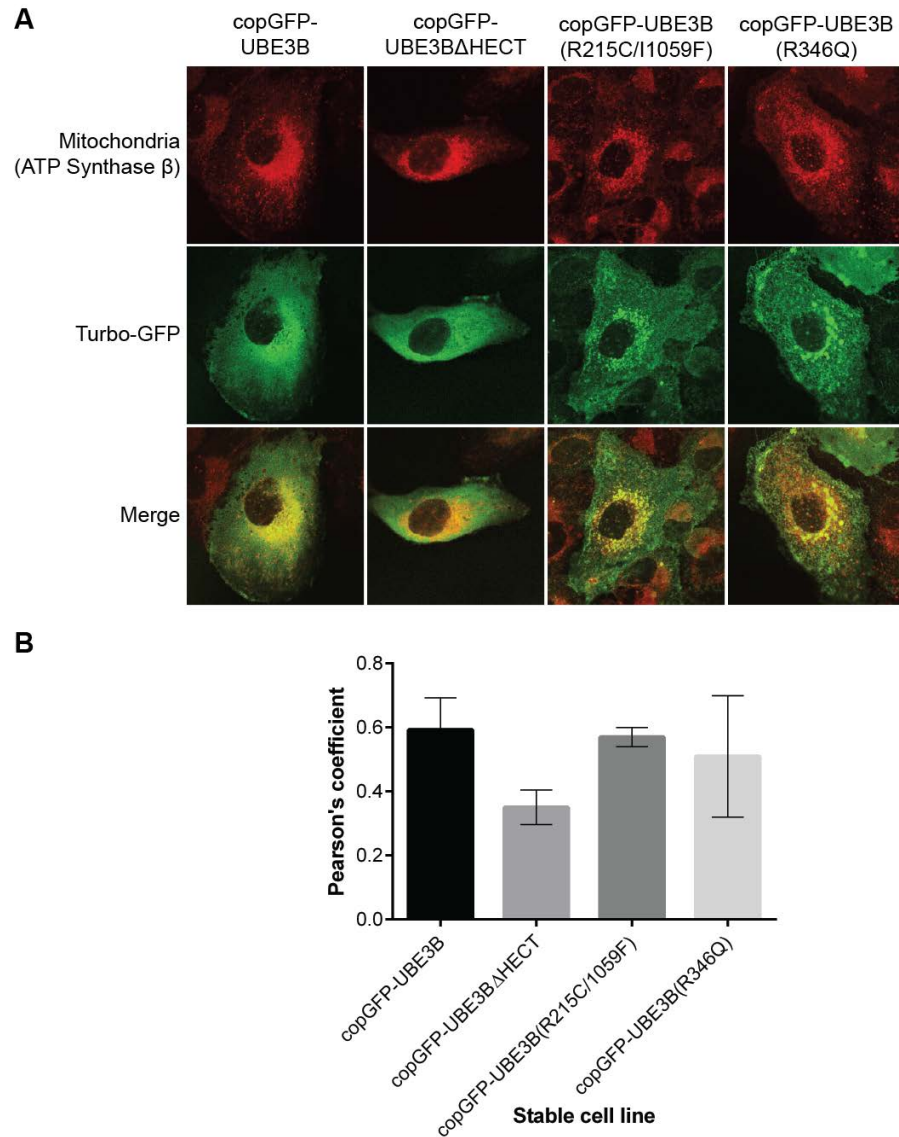 A
copGFP-
UBE3B
copGFP-
UBE3BΔHECT
copGFP-UBE3B
(R215C/I1059F)
copGFP-UBE3B
(R346Q)
Mitochondria
(ATP Synthase β)
Turbo-GFP
Merge
B
Pearson's coefficient
0.8
0.6
0.4
0.2
0.0
copGFP-UBE3B
copGFP-UBE3BΔHECT
copGFP-UBE3B(R215C/1059F)
copGFP-UBE3B(R346Q)
Stable cell line